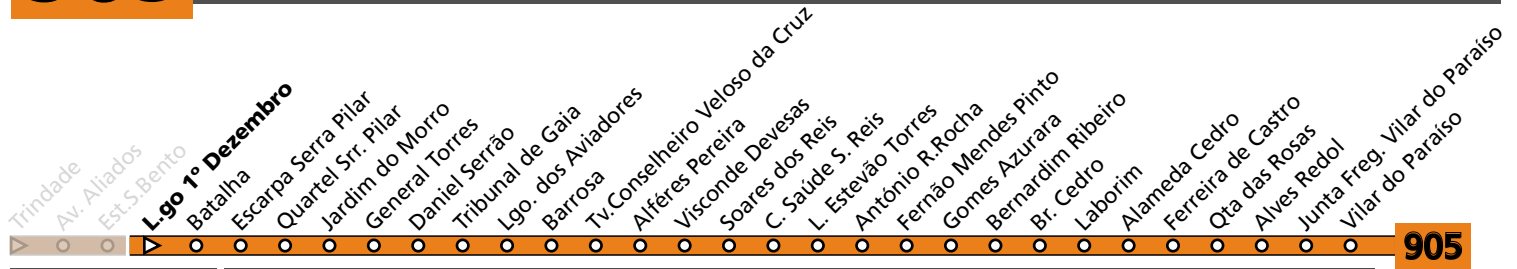 Trindade
Av. Aliados
Est.S.Bento
L.go 1º Dezembro
Batalha
Escarpa Serra Pilar
Quartel Srr. Pilar
Jardim do Morro
General Torres
Daniel Serrão
Tribunal de Gaia
Lgo. dos Aviadores
Barrosa
Tv.Conselheiro Veloso da Cruz
Alféres Pereira
Visconde Devesas
Soares dos Reis
C. Saúde S. Reis
L. Estevão Torres
António R.Rocha
Fernão Mendes Pinto
Gomes Azurara
Bernardim Ribeiro
Br. Cedro
Laborim
Alameda Cedro
Ferreira de Castro
Qta das Rosas
Alves Redol
Junta Freg. Vilar do Paraíso
Vilar do Paraíso
905